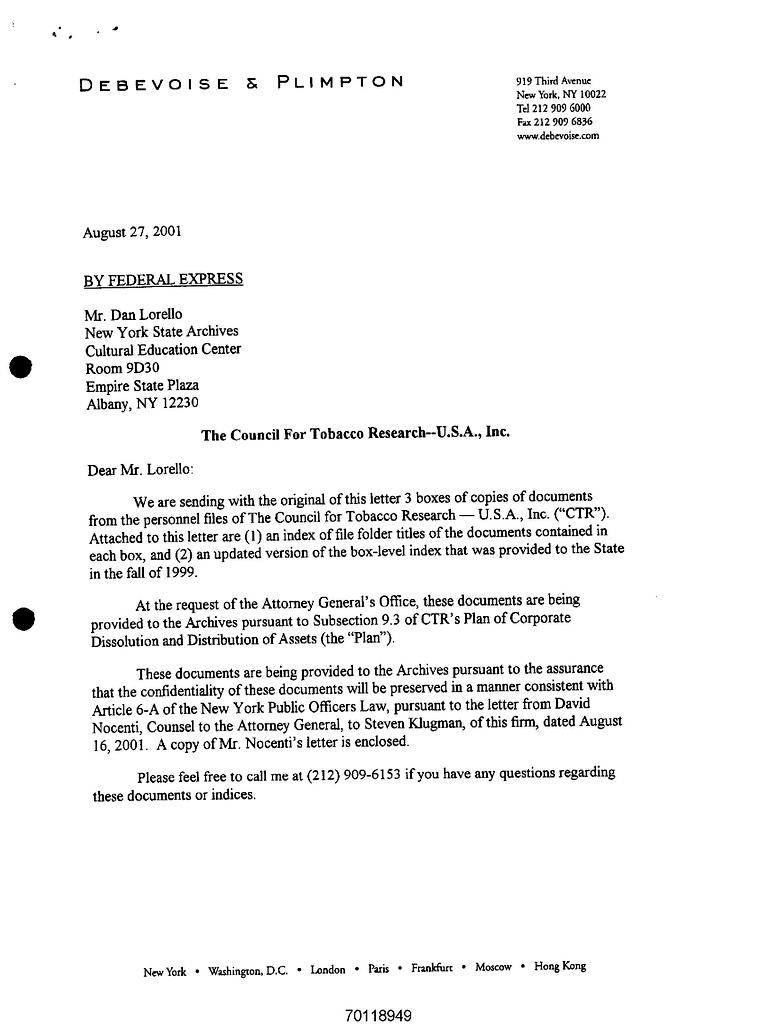 DEBEVOISE & PLIMPTON
919 Third Avenue
New York, NY 10022
Tel 212 909 6000
Fax 212 909 6836
www.debevoise.com
August 27, 2001
BY FEDERAL EXPRESS
Mr. Dan Lorello
New York State Archives
Cultural Education Center
Room 9D30
Empire State Plaza
Albany, NY 12230
The Council For Tobacco Research--U.S.A., Inc.
Dear Mr. Lorello:
We are sending with the original of this letter 3 boxes of copies of documents
from the personnel files of The Council for Tobacco Research — U.S.A., Inc. ("CTR").
Attached to this letter are (1) an index of file folder titles of the documents contained in
each box, and (2) an updated version of the box-level index that was provided to the State
in the fall of 1999.
At the request of the Attorney General's Office, these documents are being
provided to the Archives pursuant to Subsection 9.3 of CTR's Plan of Corporate
Dissolution and Distribution of Assets (the "Plan").
These documents are being provided to the Archives pursuant to the assurance
that the confidentiality of these documents will be preserved in a manner consistent with
Article 6-A of the New York Public Officers Law, pursuant to the letter from David
Nocenti, Counsel to the Attorney General, to Steven Klugman, of this firm, dated August
16, 2001. A copy of Mr. Nocenti's letter is enclosed.
Please feel free to call me at (212) 909-6153 if you have any questions regarding
these documents or indices.
New York • Washington, D.C. • London • Paris • Frankfurt • Moscow • Hong Kong
70118949